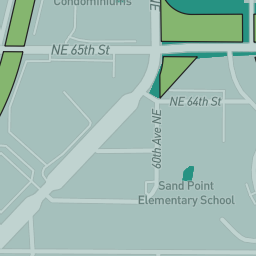 Condominiums
NE 65th St
NE 64th St
60th Ave NE
Sand Point
Elementary School